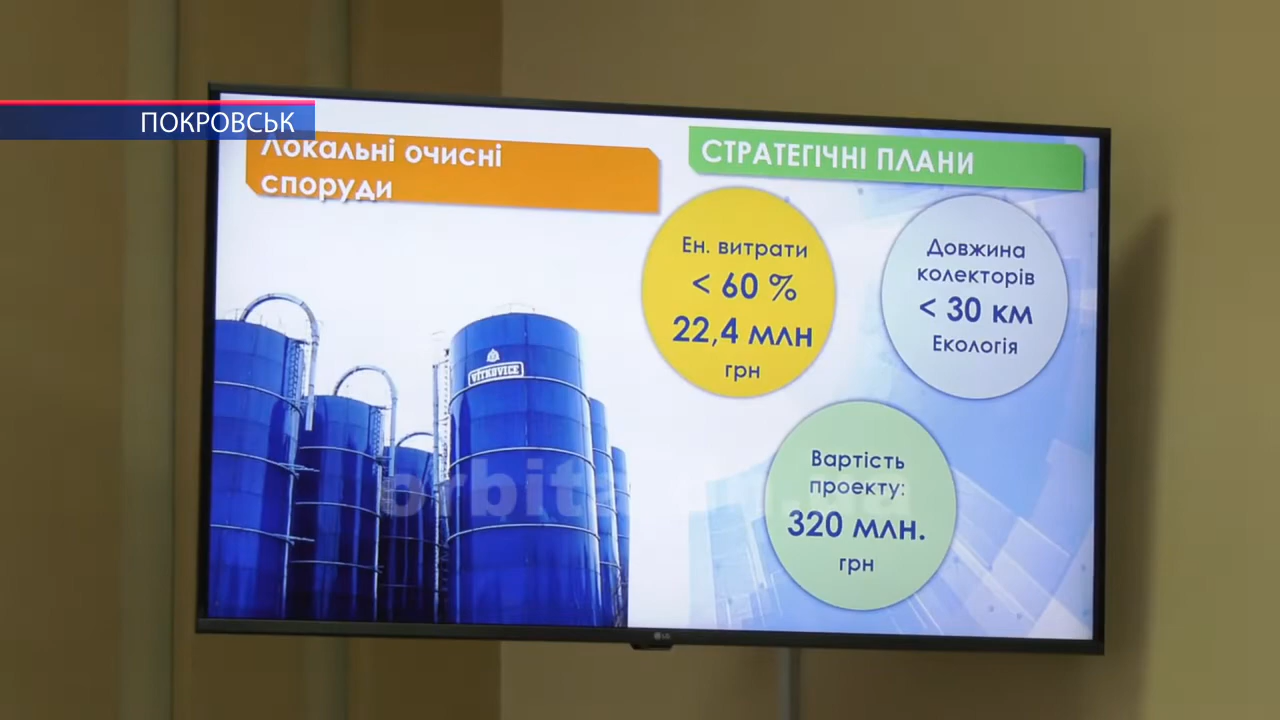 ПОКРОВСЬК
Локальні очисні
споруди
СТРАТЕГІЧНІ ПЛАНИ
Ен. витрати
< 60 %
22,4 млн
грн
Довжина
колекторів
< 30 км
Екологія
Вартість
проекту:
320 млн.
грн
VÍTKOVICE
LG